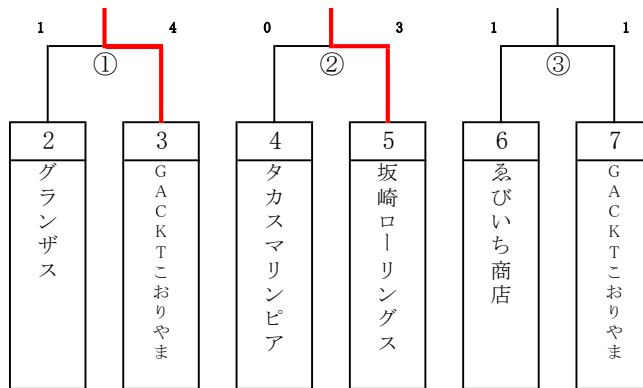 1 4 0 3 1 1
① ② ③
2 3 4 5 6 7
グランザス
GACKTこおりやま
タカスマリンピア
坂崎ローリングス
ゑびいち商店
GACKTこおりやま